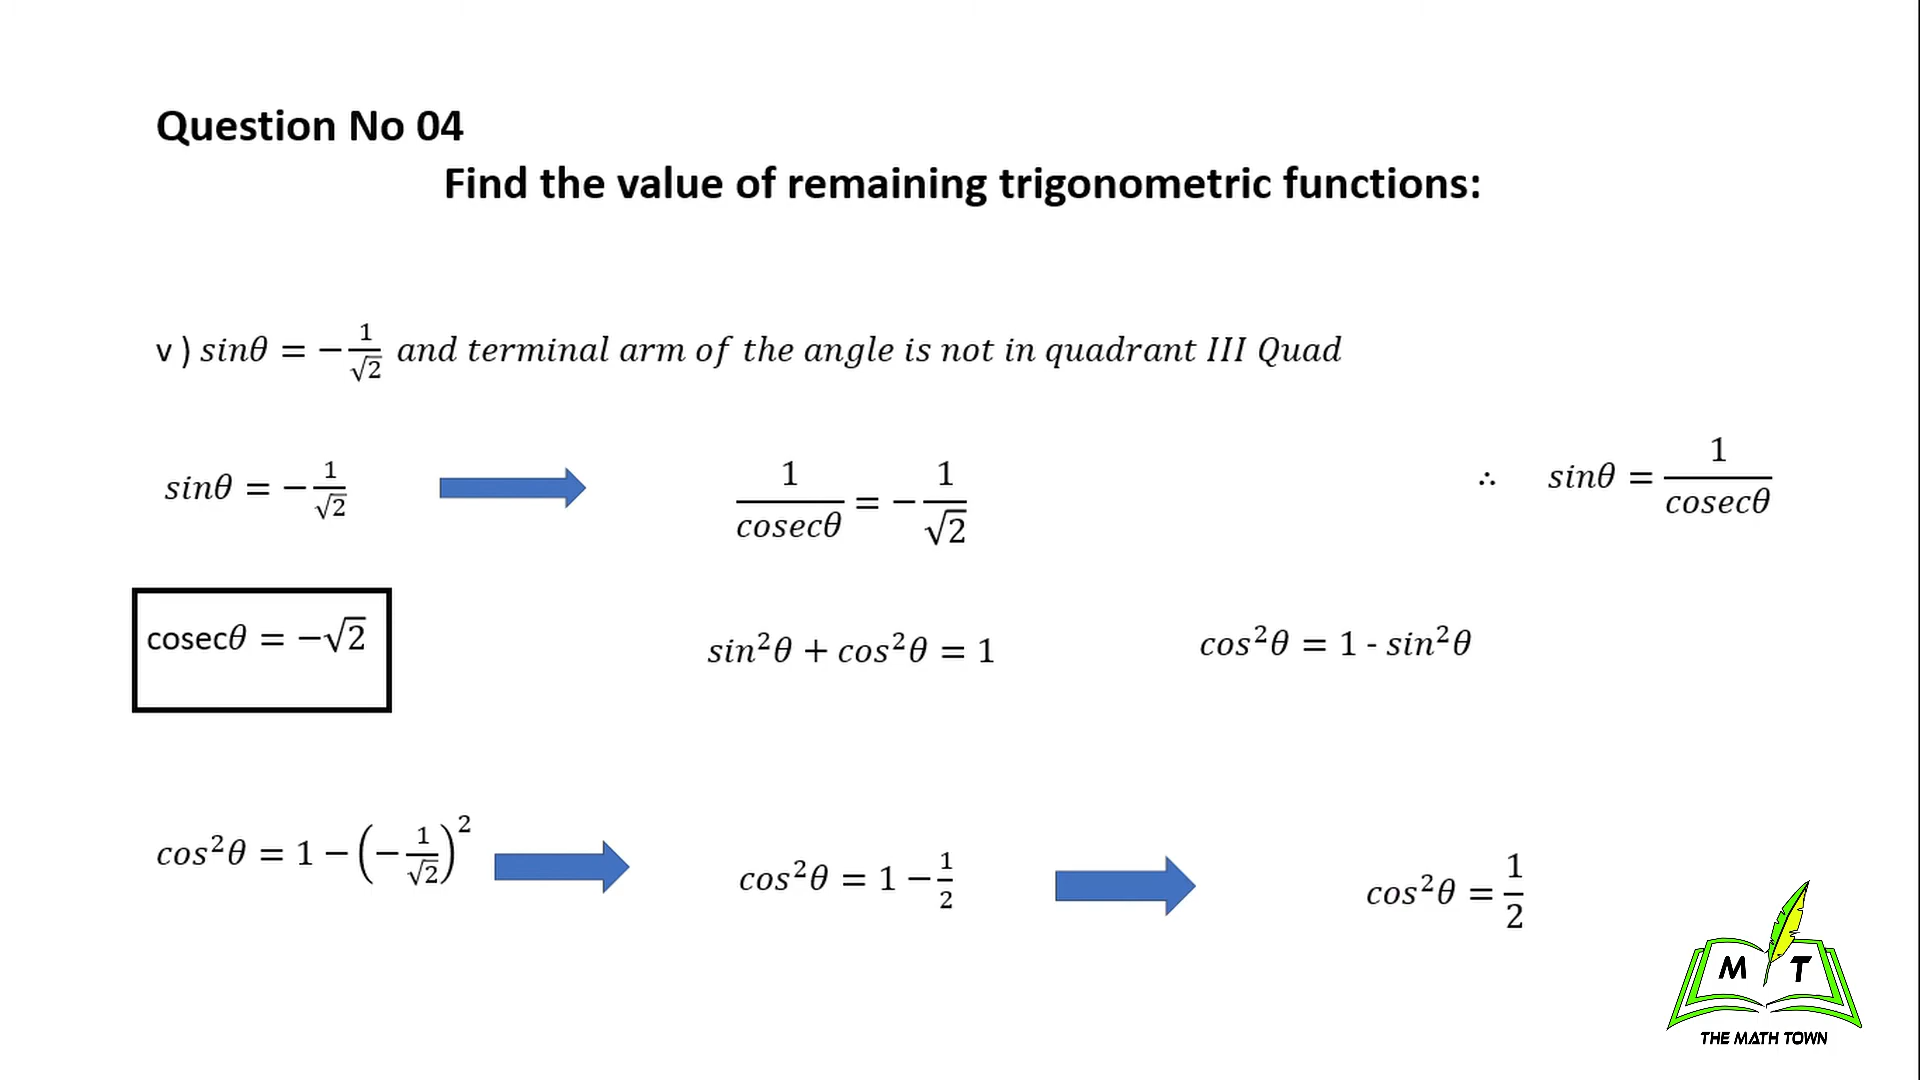 Question No 04
Find the value of remaining trigonometric functions:
v ) sinθ = −1/√2 and terminal arm of the angle is not in quadrant III Quad
sinθ = −1/√2
1/cosecθ = −1/√2
∴ sinθ = 1/cosecθ
cosecθ = −√2
sin²θ + cos²θ = 1
cos²θ = 1 - sin²θ
cos²θ = 1 − (−1/√2)²
cos²θ = 1 − 1/2
cos²θ = 1/2
M T
THE MATH TOWN